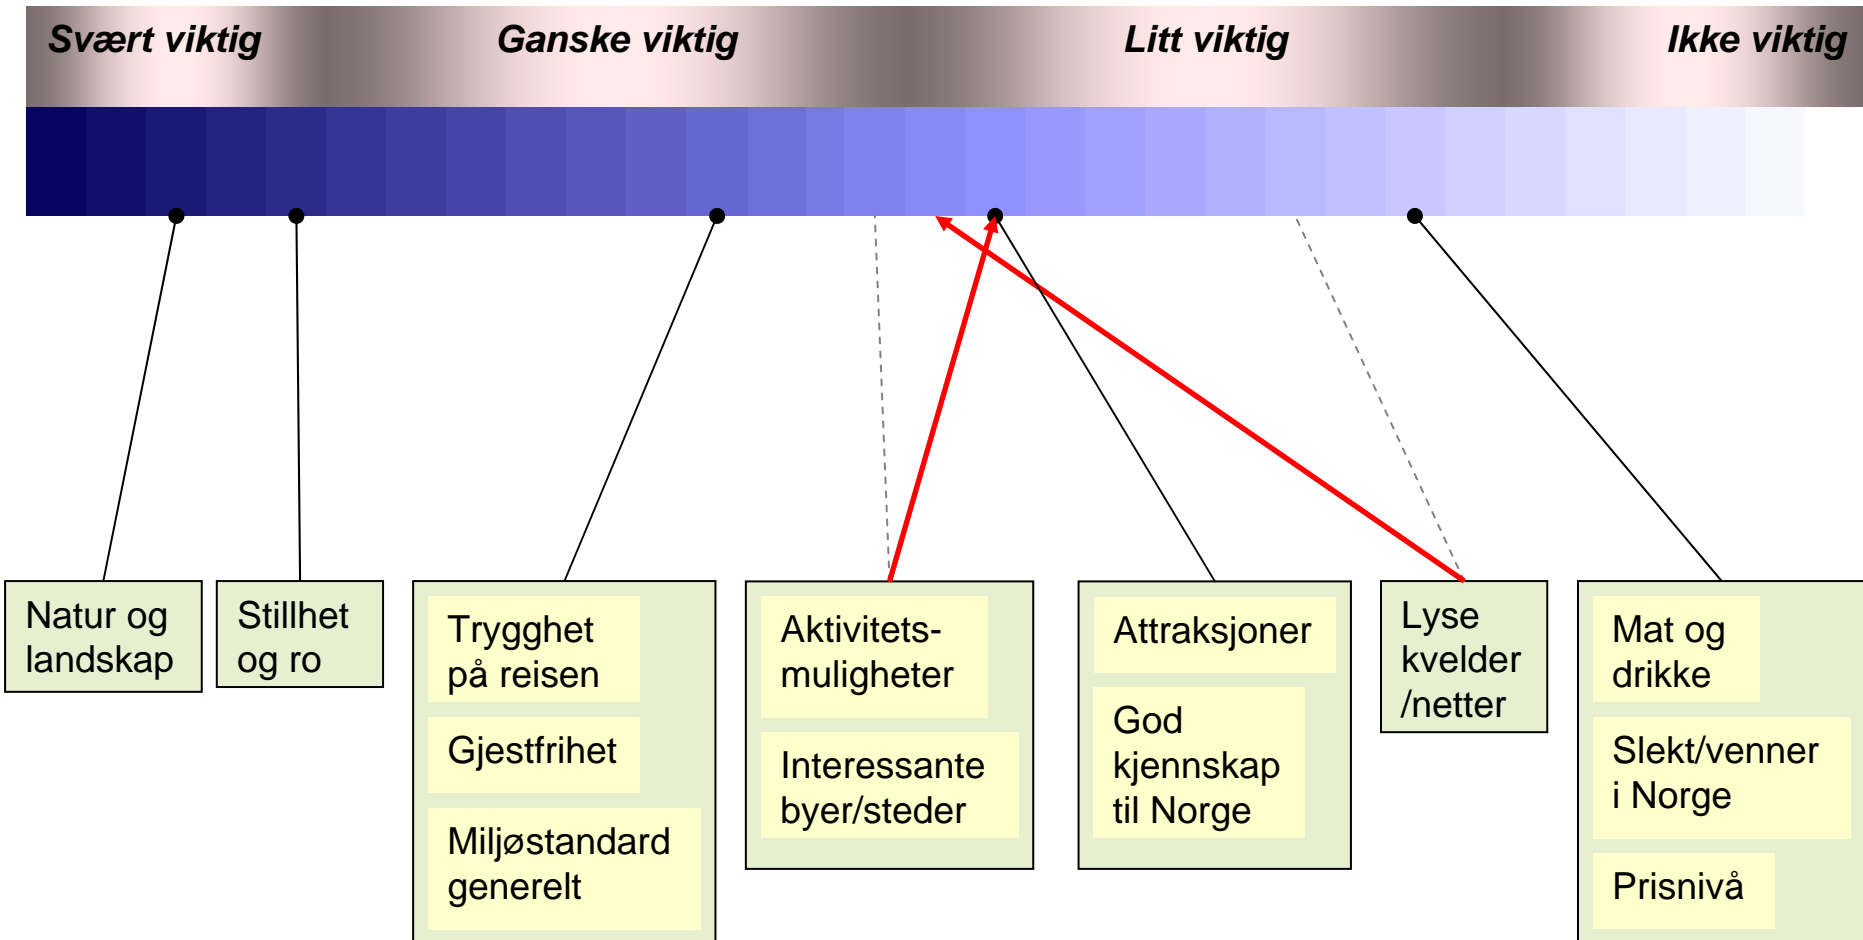 Svært viktig
Ganske viktig
Litt viktig
Ikke viktig
Natur og
landskap
Stillhet
og ro
Trygghet
på reisen
Gjestfrihet
Miljøstandard
generelt
Aktivitets-
muligheter
Interessante
byer/steder
Attraksjoner
God
kjennskap
til Norge
Lyse
kvelder
/netter
Mat og
drikke
Slekt/venner
i Norge
Prisnivå